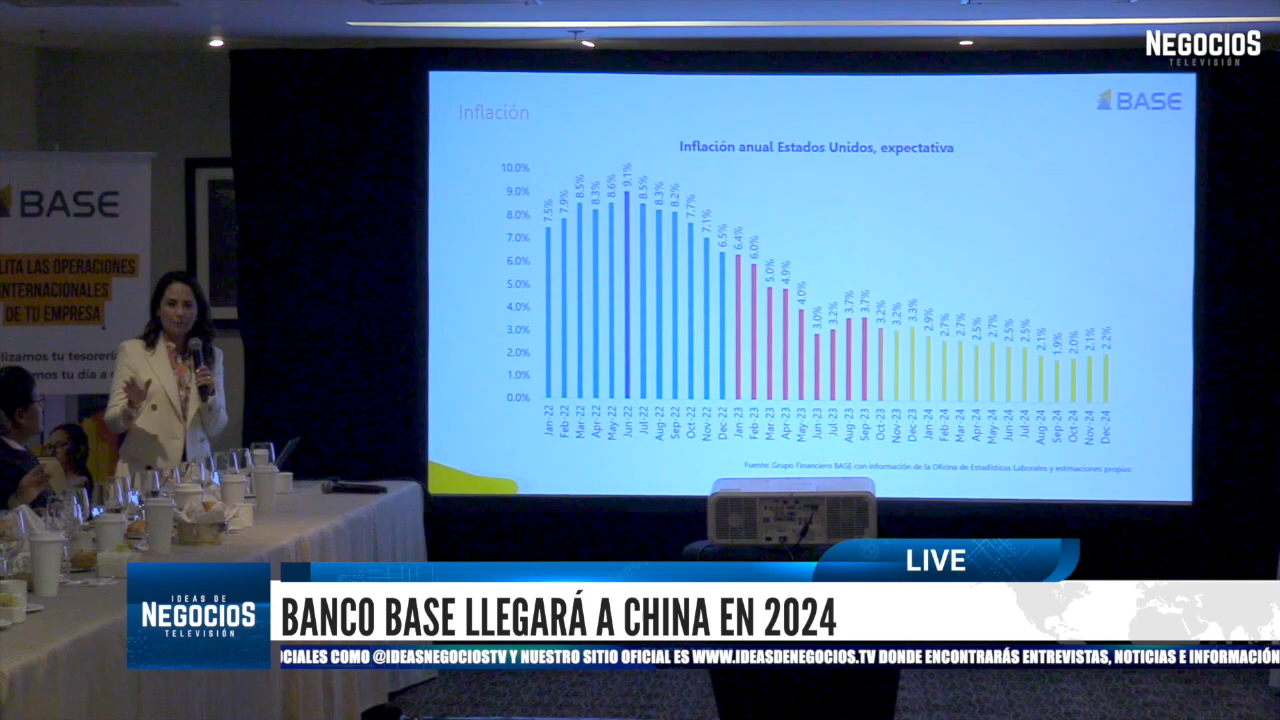 NEGOCIOS
TELEVISIÓN
BASE
Inflación
Inflación anual Estados Unidos, expectativa
10.0%
9.0%
8.0%
7.0%
6.0%
5.0%
4.0%
3.0%
2.0%
1.0%
0.0%
7.5% 7.9% 8.5% 8.3% 8.6% 9.1% 8.5% 8.3% 8.2% 7.7% 7.1% 6.5% 6.4% 6.0% 5.0% 4.9% 4.0% 3.0% 3.2% 3.7% 3.7% 3.2% 3.2% 3.3% 2.9% 2.7% 2.7% 2.5% 2.7% 2.5% 2.5% 2.1% 1.9% 2.0% 2.1% 2.2%
Jan-22 Feb-22 Mar-22 Apr-22 May-22 Jun-22 Jul-22 Aug-22 Sep-22 Oct-22 Nov-22 Dec-22 Jan-23 Feb-23 Mar-23 Apr-23 May-23 Jun-23 Jul-23 Aug-23 Sep-23 Oct-23 Nov-23 Dec-23 Jan-24 Feb-24 Mar-24 Apr-24 May-24 Jun-24 Jul-24 Aug-24 Sep-24 Oct-24 Nov-24 Dec-24
Fuente: Grupo Financiero BASE con información de la Oficina de Estadísticas Laborales y estimaciones propias
BASE
LITA LAS OPERACIONES
NTERNACIONALES
DE TU EMPRESA
lizamos tu tesorerí
mos tu día a
LIVE
IDEAS DE
NEGOCIOS
TELEVISIÓN
BANCO BASE LLEGARÁ A CHINA EN 2024
CIALES COMO @IDEASNEGOCIOSTV Y NUESTRO SITIO OFICIAL ES WWW.IDEASDENEGOCIOS.TV DONDE ENCONTRARÁS ENTREVISTAS, NOTICIAS E INFORMACIÓN